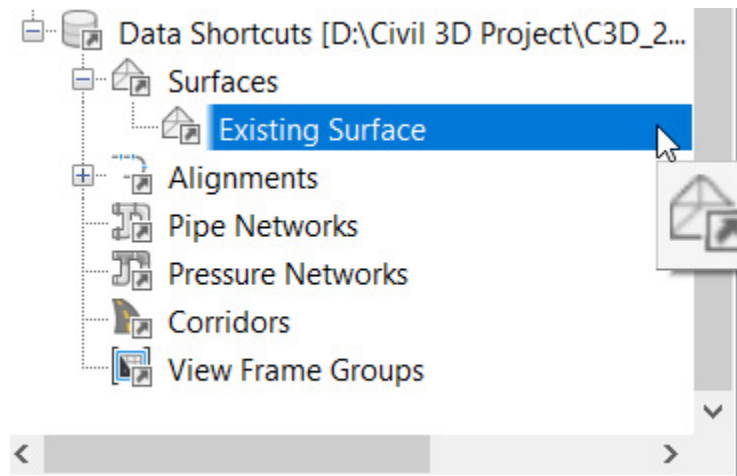 Data Shortcuts [D:\Civil 3D Project\C3D_2...
Surfaces
Existing Surface
Alignments
Pipe Networks
Pressure Networks
Corridors
View Frame Groups